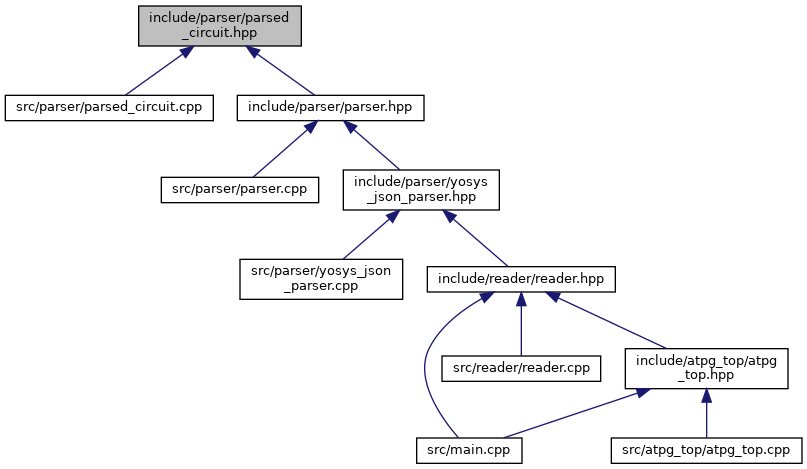 include/parser/parsed
_circuit.hpp
src/parser/parsed_circuit.cpp
include/parser/parser.hpp
src/parser/parser.cpp
include/parser/yosys
_json_parser.hpp
src/parser/yosys_json
_parser.cpp
include/reader/reader.hpp
src/reader/reader.cpp
include/atpg_top/atpg
_top.hpp
src/main.cpp
src/atpg_top/atpg_top.cpp